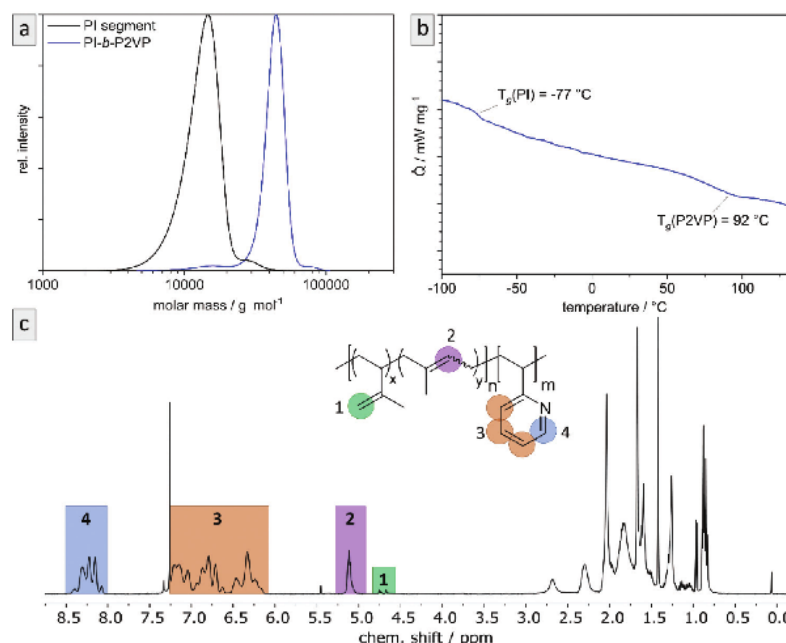 a
PI segment
PI-b-P2VP
rel. intensity
1000
10000
100000
molar mass / g mol⁻¹
b
Tg(PI) = -77 °C
Tg(P2VP) = 92 °C
Q̇ / mW mg⁻¹
-100
-50
0
50
100
temperature / °C
c
2
x
y
n
m
1
N
3
4
4
3
2
1
8.5 8.0 7.5 7.0 6.5 6.0 5.5 5.0 4.5 4.0 3.5 3.0 2.5 2.0 1.5 1.0 0.5 0.0
chem. shift / ppm